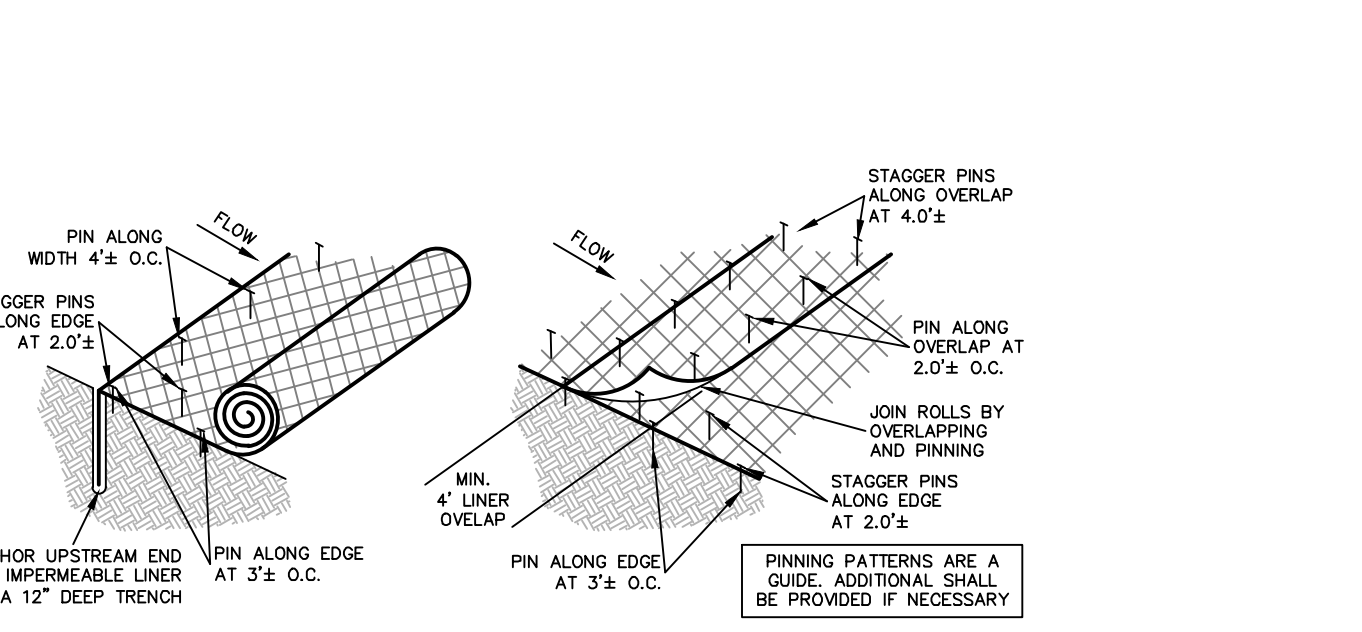 FLOW
PIN ALONG
WIDTH 4'± O.C.
GGER PINS
LONG EDGE
AT 2.0'±
HOR UPSTREAM END
IMPERMEABLE LINER
A 12" DEEP TRENCH
PIN ALONG EDGE
AT 3'± O.C.
FLOW
STAGGER PINS
ALONG OVERLAP
AT 4.0'±
PIN ALONG
OVERLAP AT
2.0'± O.C.
JOIN ROLLS BY
OVERLAPPING
AND PINNING
MIN.
4' LINER
OVELAP
STAGGER PINS
ALONG EDGE
AT 2.0'±
PIN ALONG EDGE
AT 3'± O.C.
PINNING PATTERNS ARE A
GUIDE. ADDITIONAL SHALL
BE PROVIDED IF NECESSARY